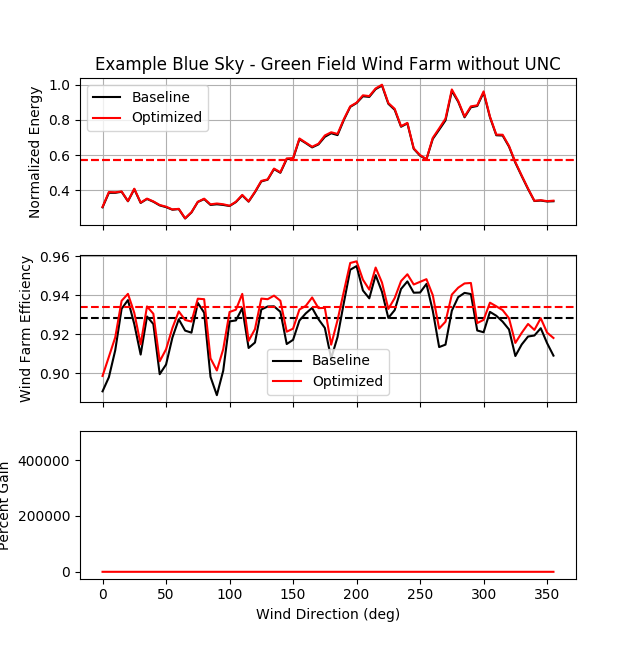 Example Blue Sky - Green Field Wind Farm without UNC
Normalized Energy
1.0
0.8
0.6
0.4
Baseline
Optimized
Wind Farm Efficiency
0.96
0.94
0.92
0.90
Baseline
Optimized
Percent Gain
400000
200000
0
0 50 100 150 200 250 300 350
Wind Direction (deg)